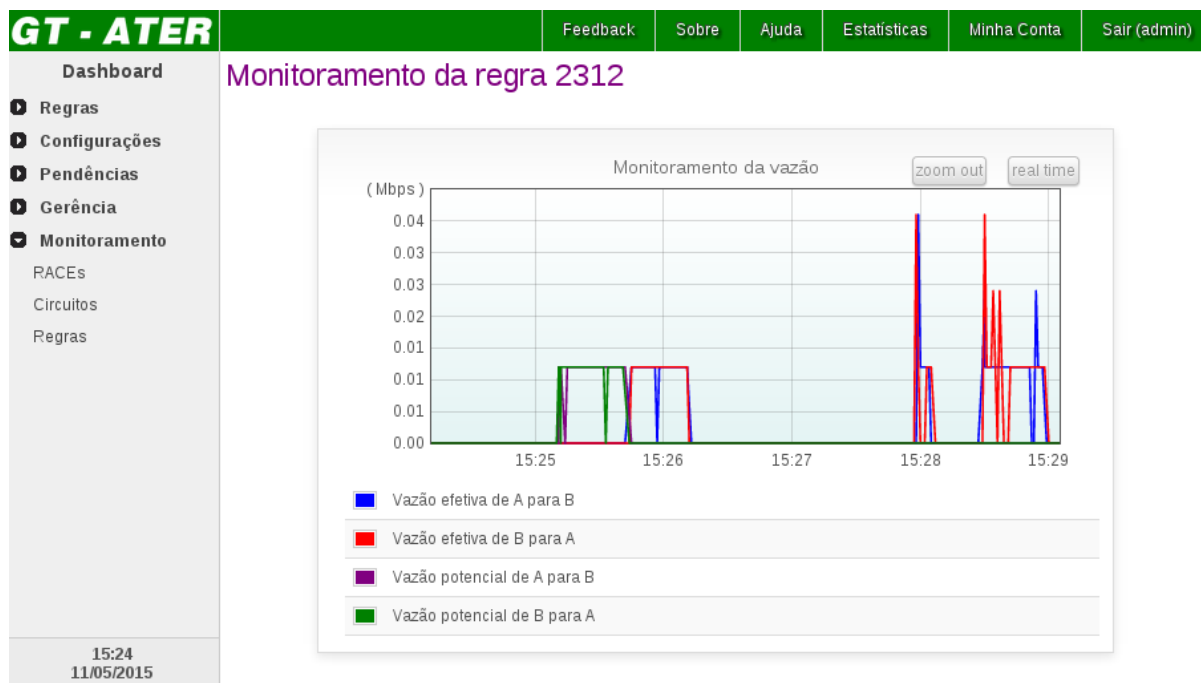 GT - ATER
Feedback
Sobre
Ajuda
Estatísticas
Minha Conta
Sair (admin)
Dashboard
Regras
Configurações
Pendências
Gerência
Monitoramento
RACEs
Circuitos
Regras
15:24
11/05/2015
Monitoramento da regra 2312
Monitoramento da vazão
zoom out
real time
( Mbps )
0.04
0.03
0.03
0.02
0.01
0.01
0.01
0.00
15:25
15:26
15:27
15:28
15:29
Vazão efetiva de A para B
Vazão efetiva de B para A
Vazão potencial de A para B
Vazão potencial de B para A